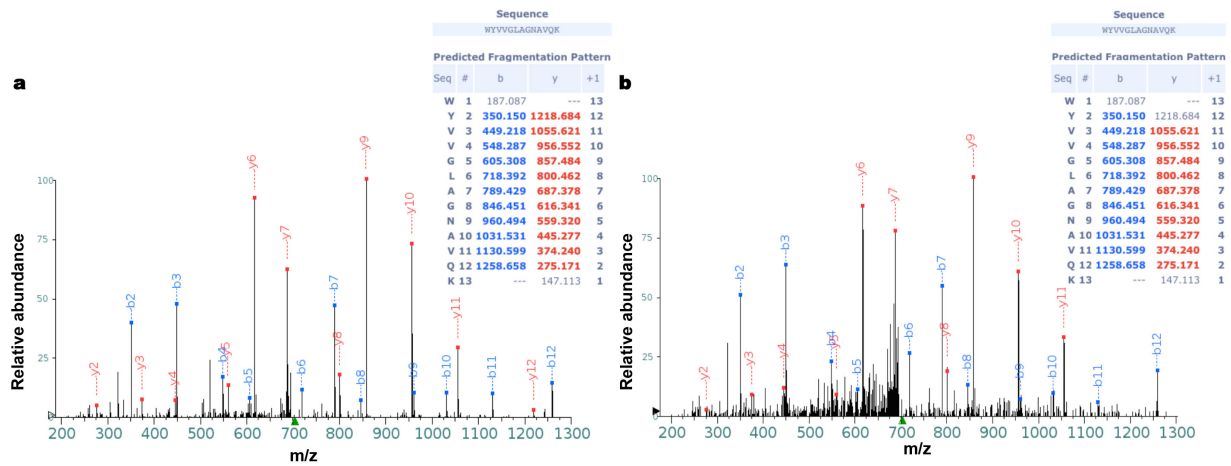 Sequence
WYVVGLAGNAVQK
Predicted Fragmentation Pattern
Seq # b y +1
W 1 187.087 --- 13
Y 2 350.150 1218.684 12
V 3 449.218 1055.621 11
V 4 548.287 956.552 10
G 5 605.308 857.484 9
L 6 718.392 800.462 8
A 7 789.429 687.378 7
G 8 846.451 616.341 6
N 9 960.494 559.320 5
A 10 1031.531 445.277 4
V 11 1130.599 374.240 3
Q 12 1258.658 275.171 2
K 13 --- 147.113 1
a
Relative abundance
100
75
50
25
y2
b2
y3
y4
b3
b4
y5
b5
y6
y7
b6
b7
y8
b8
y9
y10
b9
b10
y11
b11
y12
b12
200 300 400 500 600 700 800 900 1000 1100 1200 1300
m/z
Sequence
WYVVGLAGNAVQK
Predicted Fragmentation Pattern
Seq # b y +1
W 1 187.087 --- 13
Y 2 350.150 1218.684 12
V 3 449.218 1055.621 11
V 4 548.287 956.552 10
G 5 605.308 857.484 9
L 6 718.392 800.462 8
A 7 789.429 687.378 7
G 8 846.451 616.341 6
N 9 960.494 559.320 5
A 10 1031.531 445.277 4
V 11 1130.599 374.240 3
Q 12 1258.658 275.171 2
K 13 --- 147.113 1
b
Relative abundance
100
75
50
25
y2
b2
y3
y4
b3
b4
y5
b5
y6
y7
b6
b7
y8
b8
y9
y10
b9
b10
y11
b11
b12
200 300 400 500 600 700 800 900 1000 1100 1200 1300
m/z